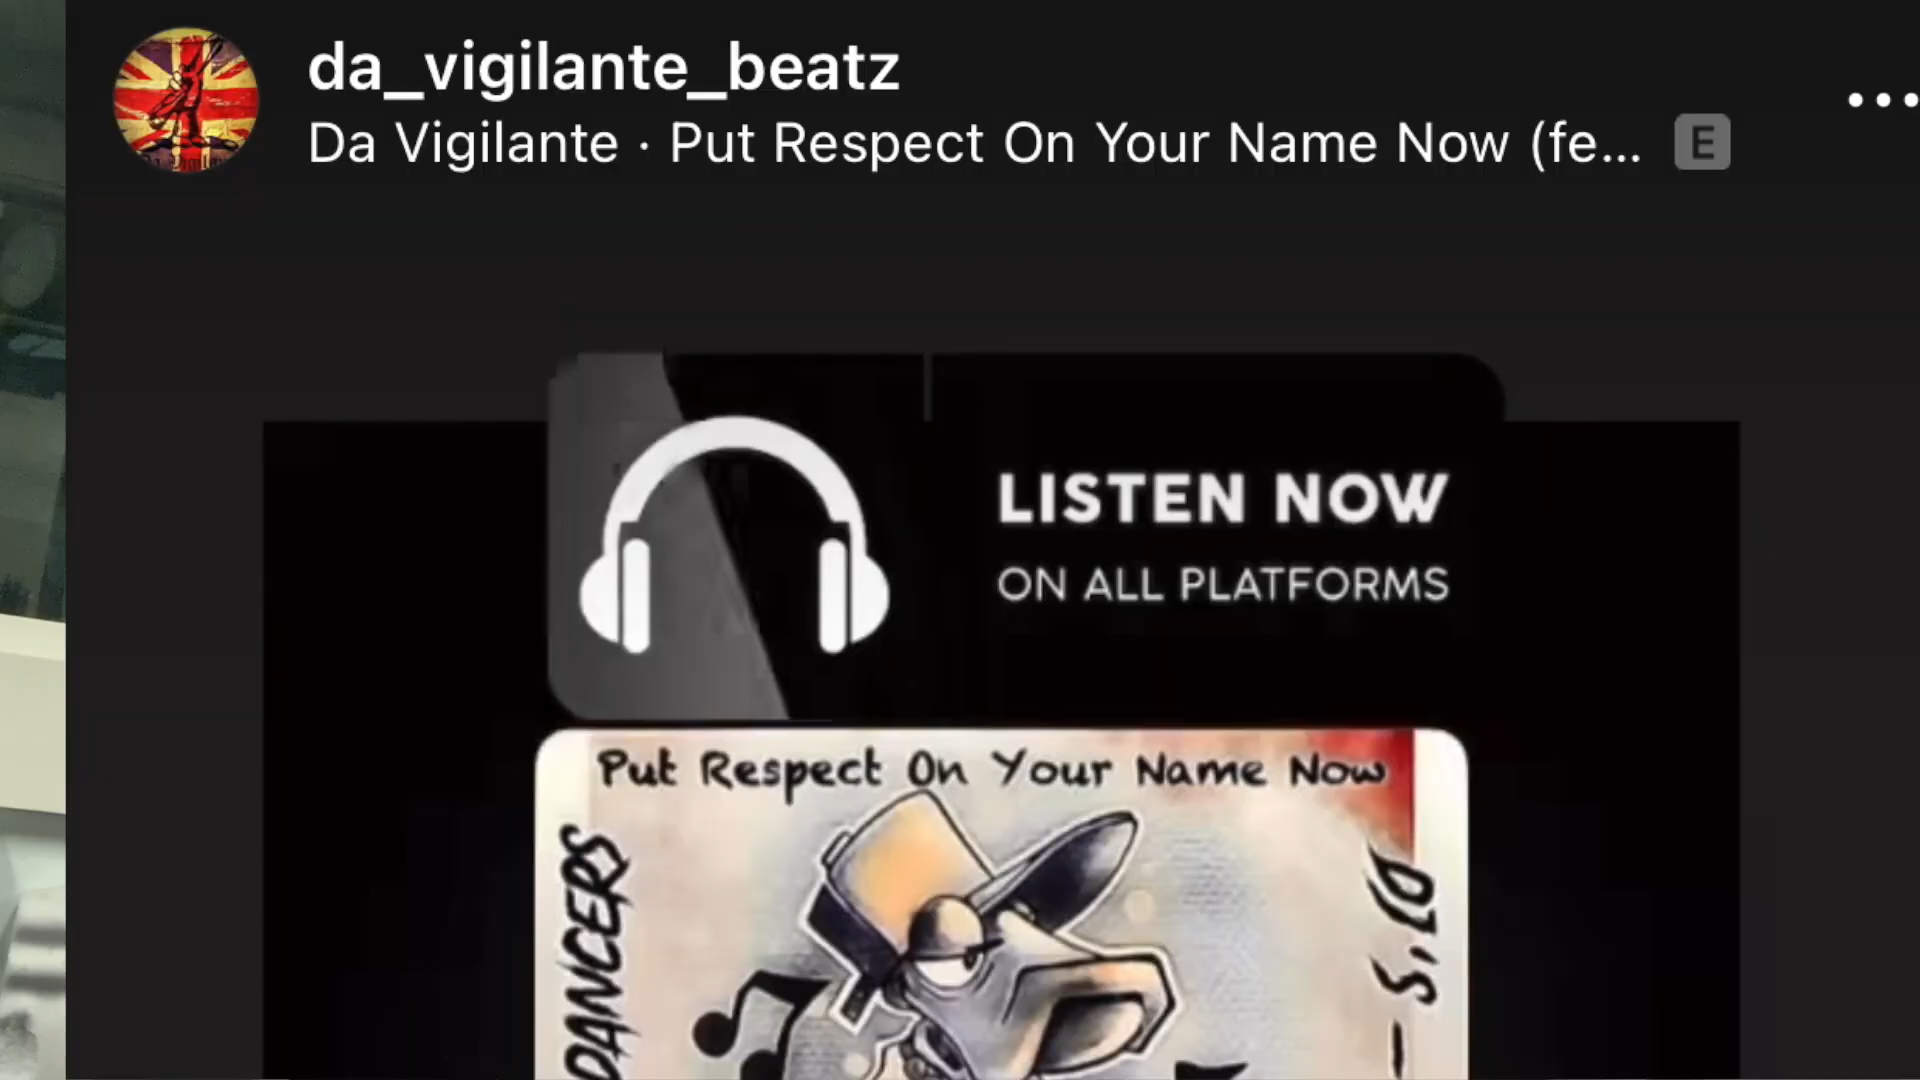 da_vigilante_beatz
Da Vigilante · Put Respect On Your Name Now (fe... E
LISTEN NOW
ON ALL PLATFORMS
Put Respect On Your Name Now
DANCERS
DJ'S